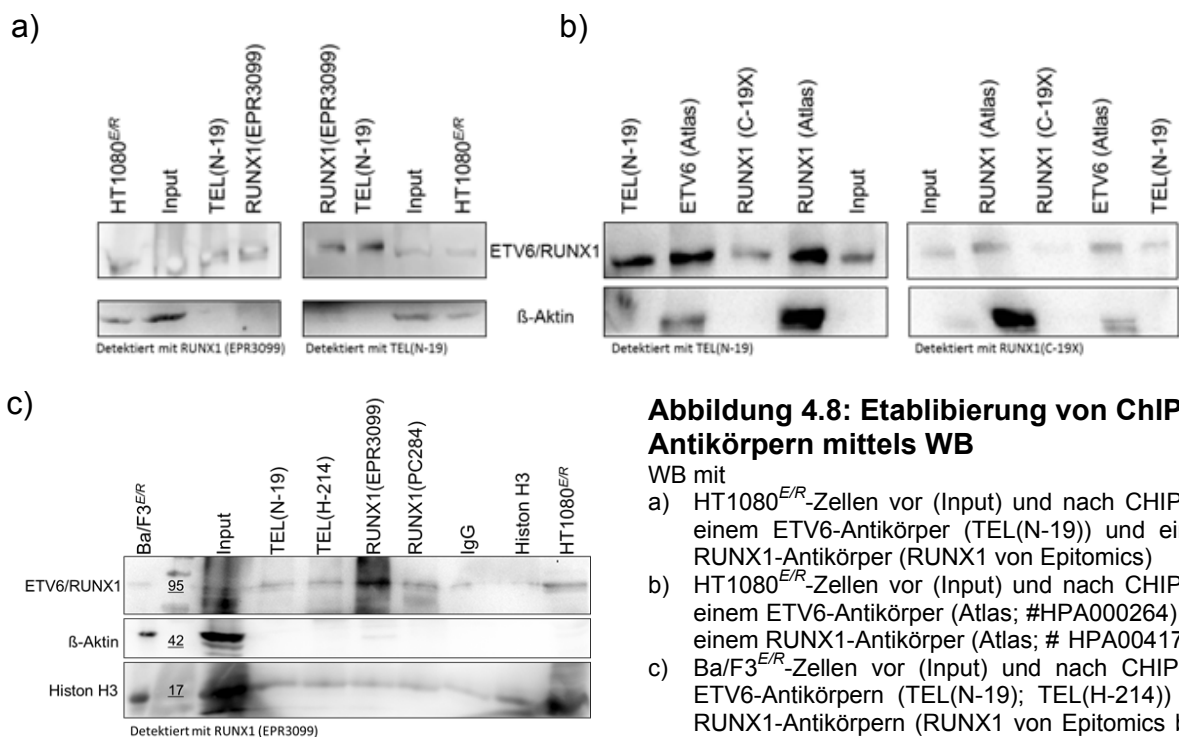 a)
HT1080E/R
Input
TEL(N-19)
RUNX1(EPR3099)
RUNX1(EPR3099)
TEL(N-19)
Input
HT1080E/R
ETV6/RUNX1
ß-Aktin
Detektiert mit RUNX1 (EPR3099)
Detektiert mit TEL(N-19)
b)
TEL(N-19)
ETV6 (Atlas)
RUNX1 (C-19X)
RUNX1 (Atlas)
Input
Input
RUNX1 (Atlas)
RUNX1 (C-19X)
ETV6 (Atlas)
TEL(N-19)
Detektiert mit TEL(N-19)
Detektiert mit RUNX1(C-19X)
c)
Ba/F3E/R
Input
TEL(N-19)
TEL(H-214)
RUNX1(EPR3099)
RUNX1(PC284)
IgG
Histon H3
HT1080E/R
ETV6/RUNX1
95
ß-Aktin
42
Histon H3
17
Detektiert mit RUNX1 (EPR3099)
Abbildung 4.8: Etablibierung von ChIP
Antikörpern mittels WB
WB mit
a) HT1080E/R-Zellen vor (Input) und nach CHIP
einem ETV6-Antikörper (TEL(N-19)) und ei
RUNX1-Antikörper (RUNX1 von Epitomics)
b) HT1080E/R-Zellen vor (Input) und nach CHIP
einem ETV6-Antikörper (Atlas; #HPA000264)
einem RUNX1-Antikörper (Atlas; # HPA00417
c) Ba/F3E/R-Zellen vor (Input) und nach CHIP
ETV6-Antikörpern (TEL(N-19); TEL(H-214))
RUNX1-Antikörpern (RUNX1 von Epitomics